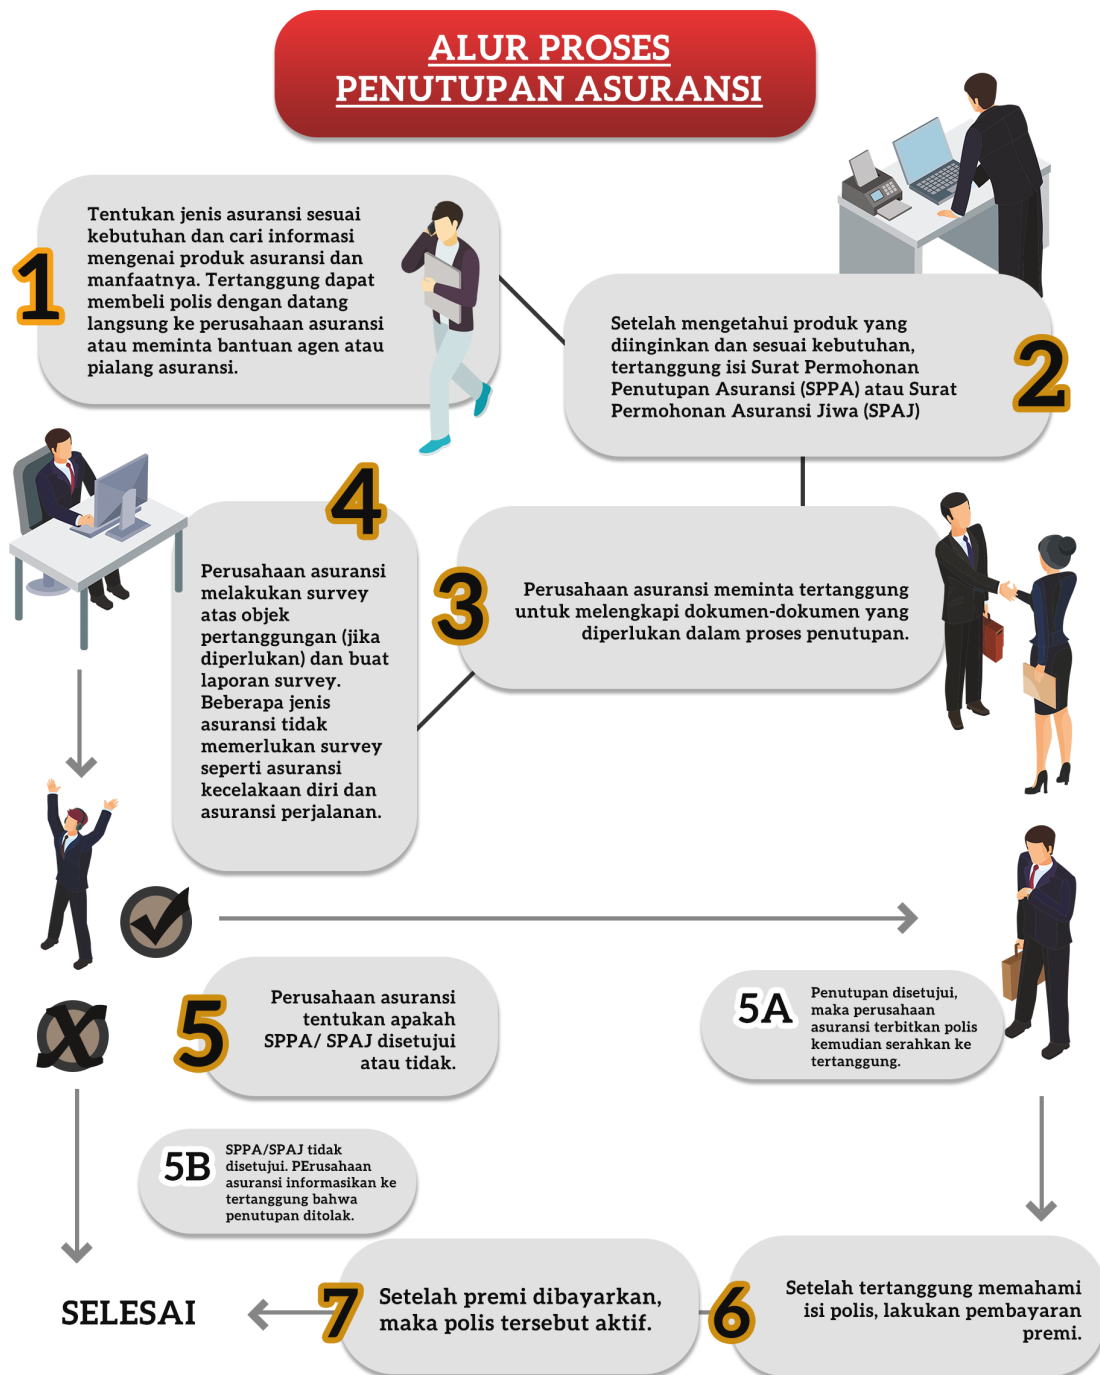 ALUR PROSES
PENUTUPAN ASURANSI
1
Tentukan jenis asuransi sesuai
kebutuhan dan cari informasi
mengenai produk asuransi dan
manfaatnya. Tertanggung dapat
membeli polis dengan datang
langsung ke perusahaan asuransi
atau meminta bantuan agen atau
pialang asuransi.
2
Setelah mengetahui produk yang
diinginkan dan sesuai kebutuhan,
tertanggung isi Surat Permohonan
Penutupan Asuransi (SPPA) atau Surat
Permohonan Asuransi Jiwa (SPAJ)
3
Perusahaan asuransi meminta tertanggung
untuk melengkapi dokumen-dokumen yang
diperlukan dalam proses penutupan.
4
Perusahaan asuransi
melakukan survey
atas objek
pertanggungan (jika
diperlukan) dan buat
laporan survey.
Beberapa jenis
asuransi tidak
memerlukan survey
seperti asuransi
kecelakaan diri dan
asuransi perjalanan.
5
Perusahaan asuransi
tentukan apakah
SPPA/ SPAJ disetujui
atau tidak.
5A
Penutupan disetujui,
maka perusahaan
asuransi terbitkan polis
kemudian serahkan ke
tertanggung.
5B
SPPA/SPAJ tidak
disetujui. PErusahaan
asuransi informasikan ke
tertanggung bahwa
penutupan ditolak.
6
Setelah tertanggung memahami
isi polis, lakukan pembayaran
premi.
7
Setelah premi dibayarkan,
maka polis tersebut aktif.
SELESAI